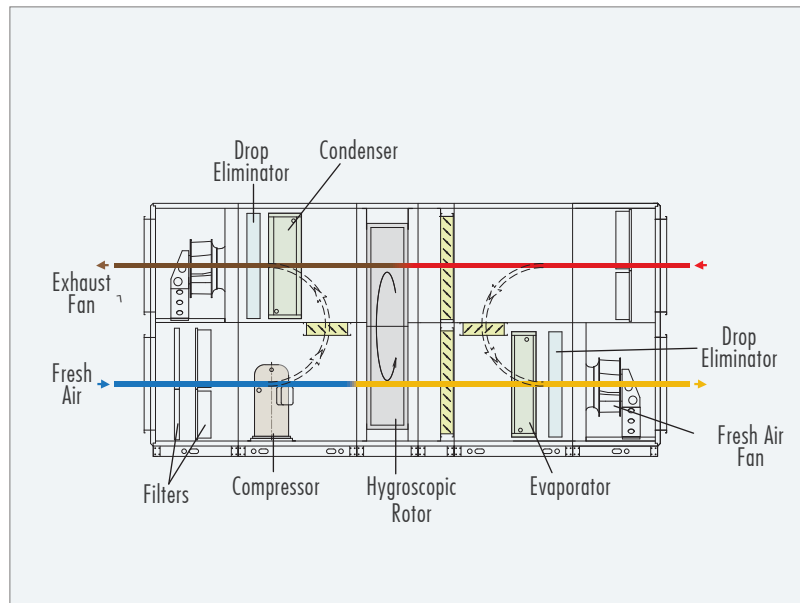 Drop
Eliminator
Condenser
Exhaust
Fan
Fresh
Air
Drop
Eliminator
Fresh Air
Fan
Filters
Compressor
Hygroscopic
Rotor
Evaporator